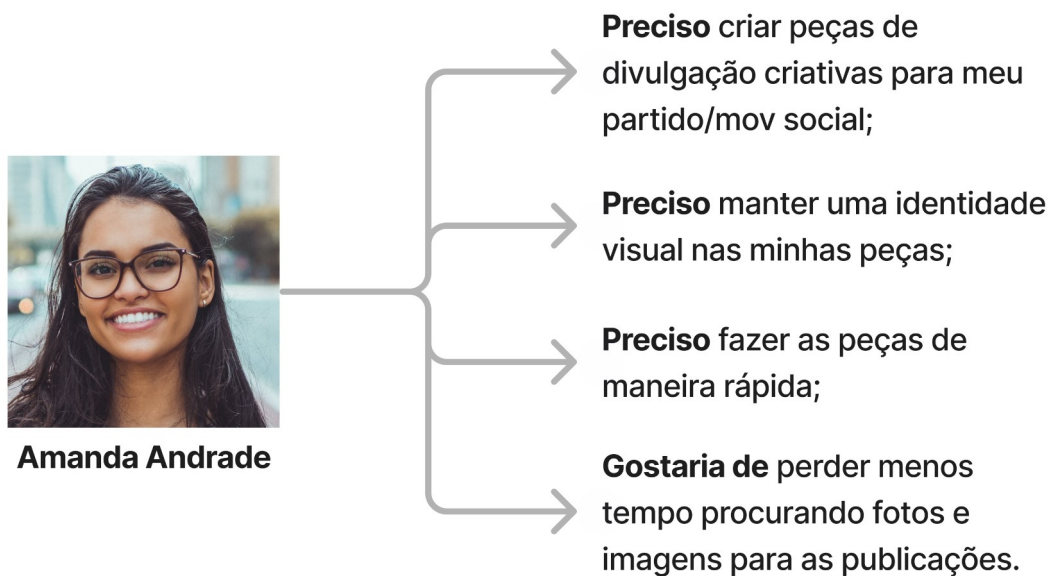 Preciso criar peças de
divulgação criativas para meu
partido/mov social;
Preciso manter uma identidade
visual nas minhas peças;
Preciso fazer as peças de
maneira rápida;
Gostaria de perder menos
tempo procurando fotos e
imagens para as publicações.
Amanda Andrade